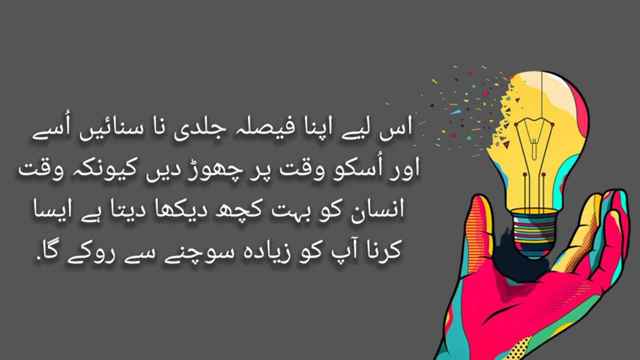 اس لیے اپنا فیصلہ جلدی نا سنائیں اُسے
اور اُسکو وقت پر چھوڑ دیں کیونکہ وقت
انسان کو بہت کچھ دیکھا دیتا ہے ایسا
کرنا آپ کو زیادہ سوچنے سے روکے گا.